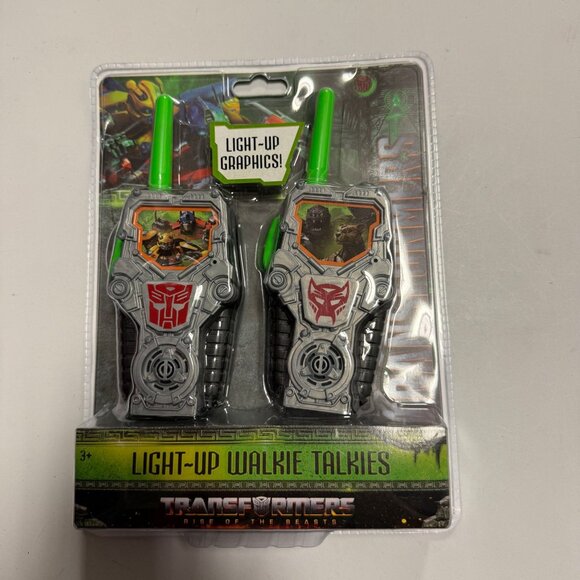 LIGHT-UP
GRAPHICS!
3+
LIGHT-UP WALKIE TALKIES
TRANSFORMERS
RISE OF THE BEASTS